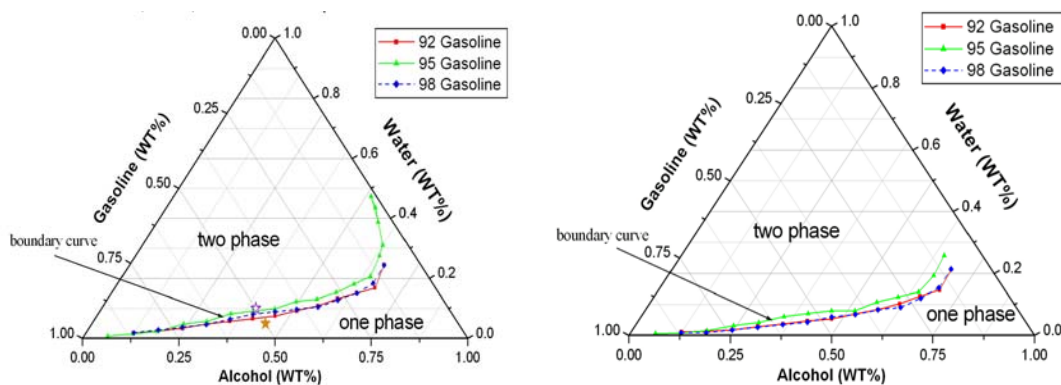 0.00
1.0
92 Gasoline
95 Gasoline
98 Gasoline
0.25
0.8
Gasoline (WT%)
Water (WT%)
0.50
0.6
boundary curve
two phase
0.4
0.75
0.2
one phase
1.00
0.0
0.00
0.25
0.50
0.75
1.00
Alcohol (WT%)
0.00
1.0
92 Gasoline
95 Gasoline
98 Gasoline
0.25
0.8
Gasoline (WT%)
Water (WT%)
0.50
0.6
two phase
0.4
boundary curve
0.75
0.2
one phase
1.00
0.0
0.00
0.25
0.50
0.75
1.00
Alcohol (WT%)